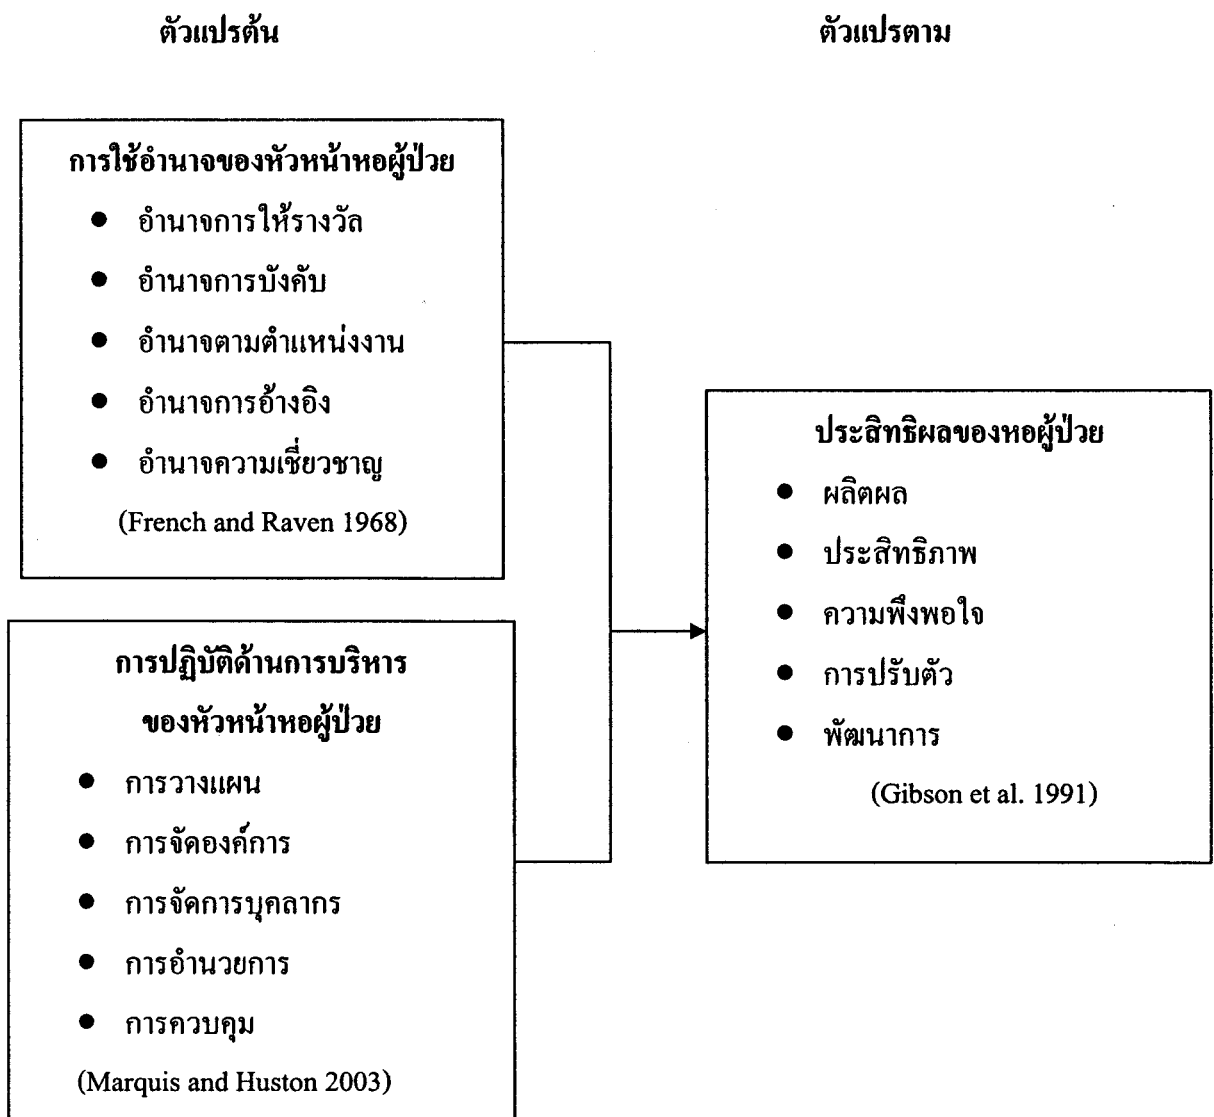 ตัวแปรต้น
ตัวแปรตาม
การใช้อำนาจของหัวหน้าหอผู้ป่วย
● อำนาจการให้รางวัล
● อำนาจการบังคับ
● อำนาจตามตำแหน่งงาน
● อำนาจการอ้างอิง
● อำนาจความเชี่ยวชาญ
(French and Raven 1968)
การปฏิบัติด้านการบริหาร
ของหัวหน้าหอผู้ป่วย
● การวางแผน
● การจัดองค์การ
● การจัดการบุคลากร
● การอำนวยการ
● การควบคุม
(Marquis and Huston 2003)
ประสิทธิผลของหอผู้ป่วย
● ผลิตผล
● ประสิทธิภาพ
● ความพึงพอใจ
● การปรับตัว
● พัฒนาการ
(Gibson et al. 1991)